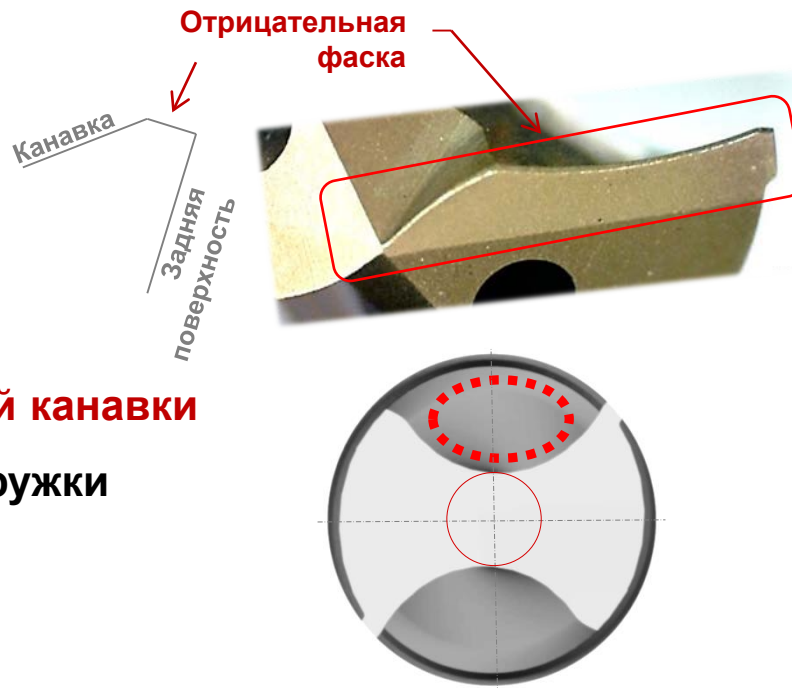 Отрицательная
фаска
Канавка
Задняя
поверхность
й канавки
ружки